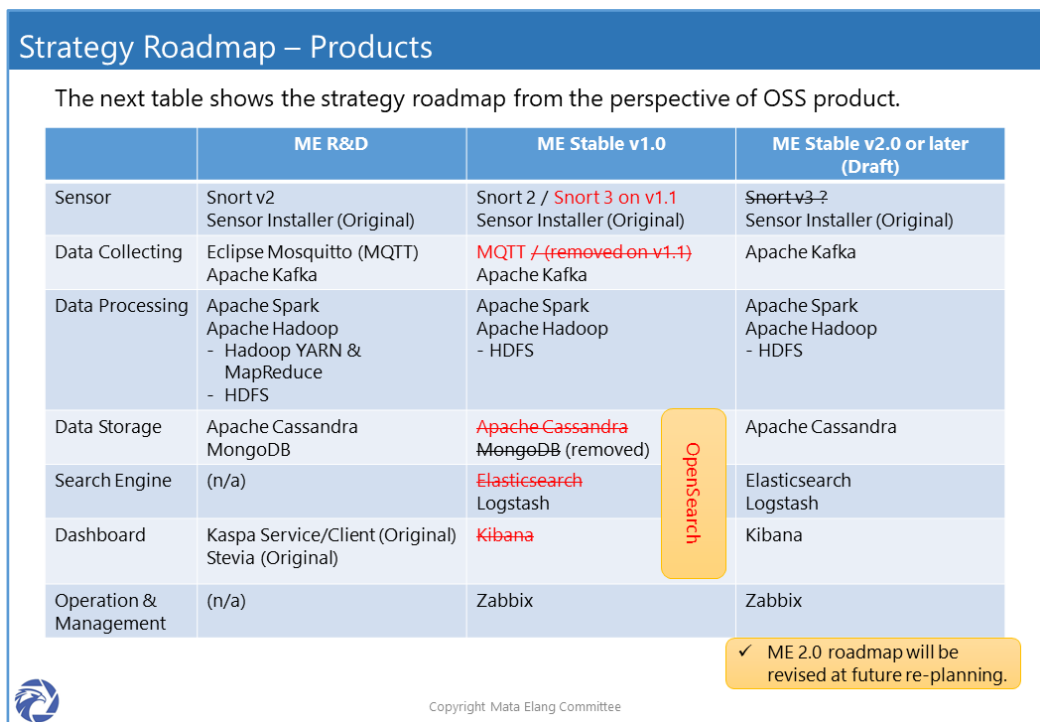 Strategy Roadmap – Products
The next table shows the strategy roadmap from the perspective of OSS product.
ME R&D
ME Stable v1.0
ME Stable v2.0 or later
(Draft)
Sensor
Snort v2
Sensor Installer (Original)
Snort 2 / Snort 3 on v1.1
Sensor Installer (Original)
Snort v3 ?
Sensor Installer (Original)
Data Collecting
Eclipse Mosquitto (MQTT)
Apache Kafka
MQTT / (removed on v1.1)
Apache Kafka
Apache Kafka
Data Processing
Apache Spark
Apache Hadoop
- Hadoop YARN &
MapReduce
- HDFS
Apache Spark
Apache Hadoop
- HDFS
Apache Spark
Apache Hadoop
- HDFS
Data Storage
Apache Cassandra
MongoDB
Apache Cassandra
MongoDB (removed)
Apache Cassandra
Search Engine
(n/a)
Elasticsearch
Logstash
Elasticsearch
Logstash
Dashboard
Kaspa Service/Client (Original)
Stevia (Original)
Kibana
Kibana
OpenSearch
Operation &
Management
(n/a)
Zabbix
Zabbix
✓ ME 2.0 roadmap will be
revised at future re-planning.
Copyright Mata Elang Committee